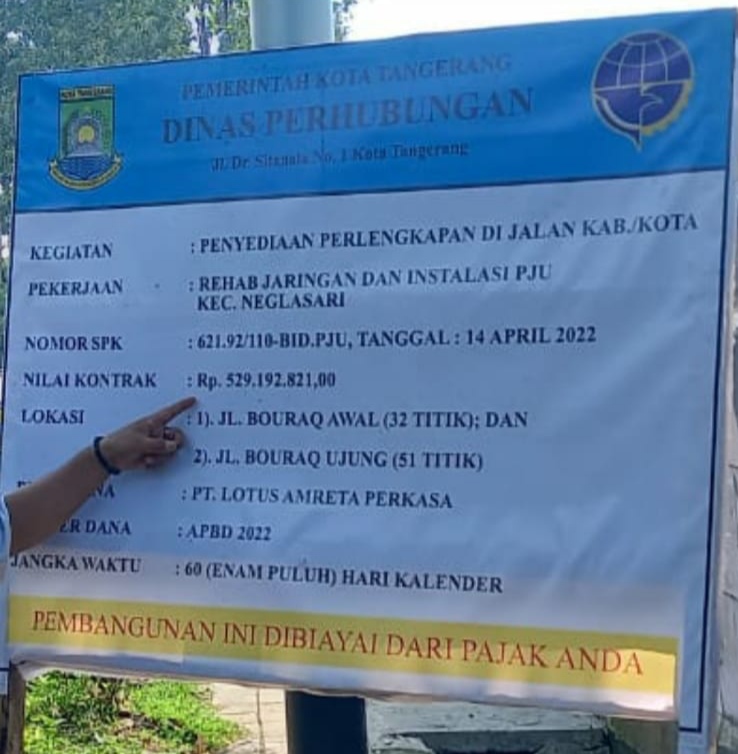 KOTA TANGERANG
PEMERINTAH KOTA TANGERANG
DINAS PERHUBUNGAN
Jl. Dr. Sitanala No. 1 Kota Tangerang
KEGIATAN : PENYEDIAAN PERLENGKAPAN DI JALAN KAB./KOTA
PEKERJAAN : REHAB JARINGAN DAN INSTALASI PJU
KEC. NEGLASARI
NOMOR SPK : 621.92/110-BID.PJU, TANGGAL : 14 APRIL 2022
NILAI KONTRAK : Rp. 529.192.821,00
LOKASI : 1). JL. BOURAQ AWAL (32 TITIK); DAN
2). JL. BOURAQ UJUNG (51 TITIK)
: PT. LOTUS AMRETA PERKASA
DANA : APBD 2022
JANGKA WAKTU : 60 (ENAM PULUH) HARI KALENDER
PEMBANGUNAN INI DIBIAYAI DARI PAJAK ANDA